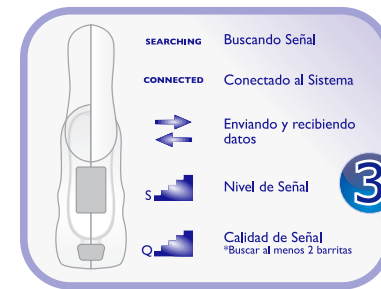 SEARCHING Buscando Señal
CONNECTED Conectado al Sistema
Enviando y recibiendo
datos
S Nivel de Señal
3
Q Calidad de Señal
*Buscar al menos 2 barritas